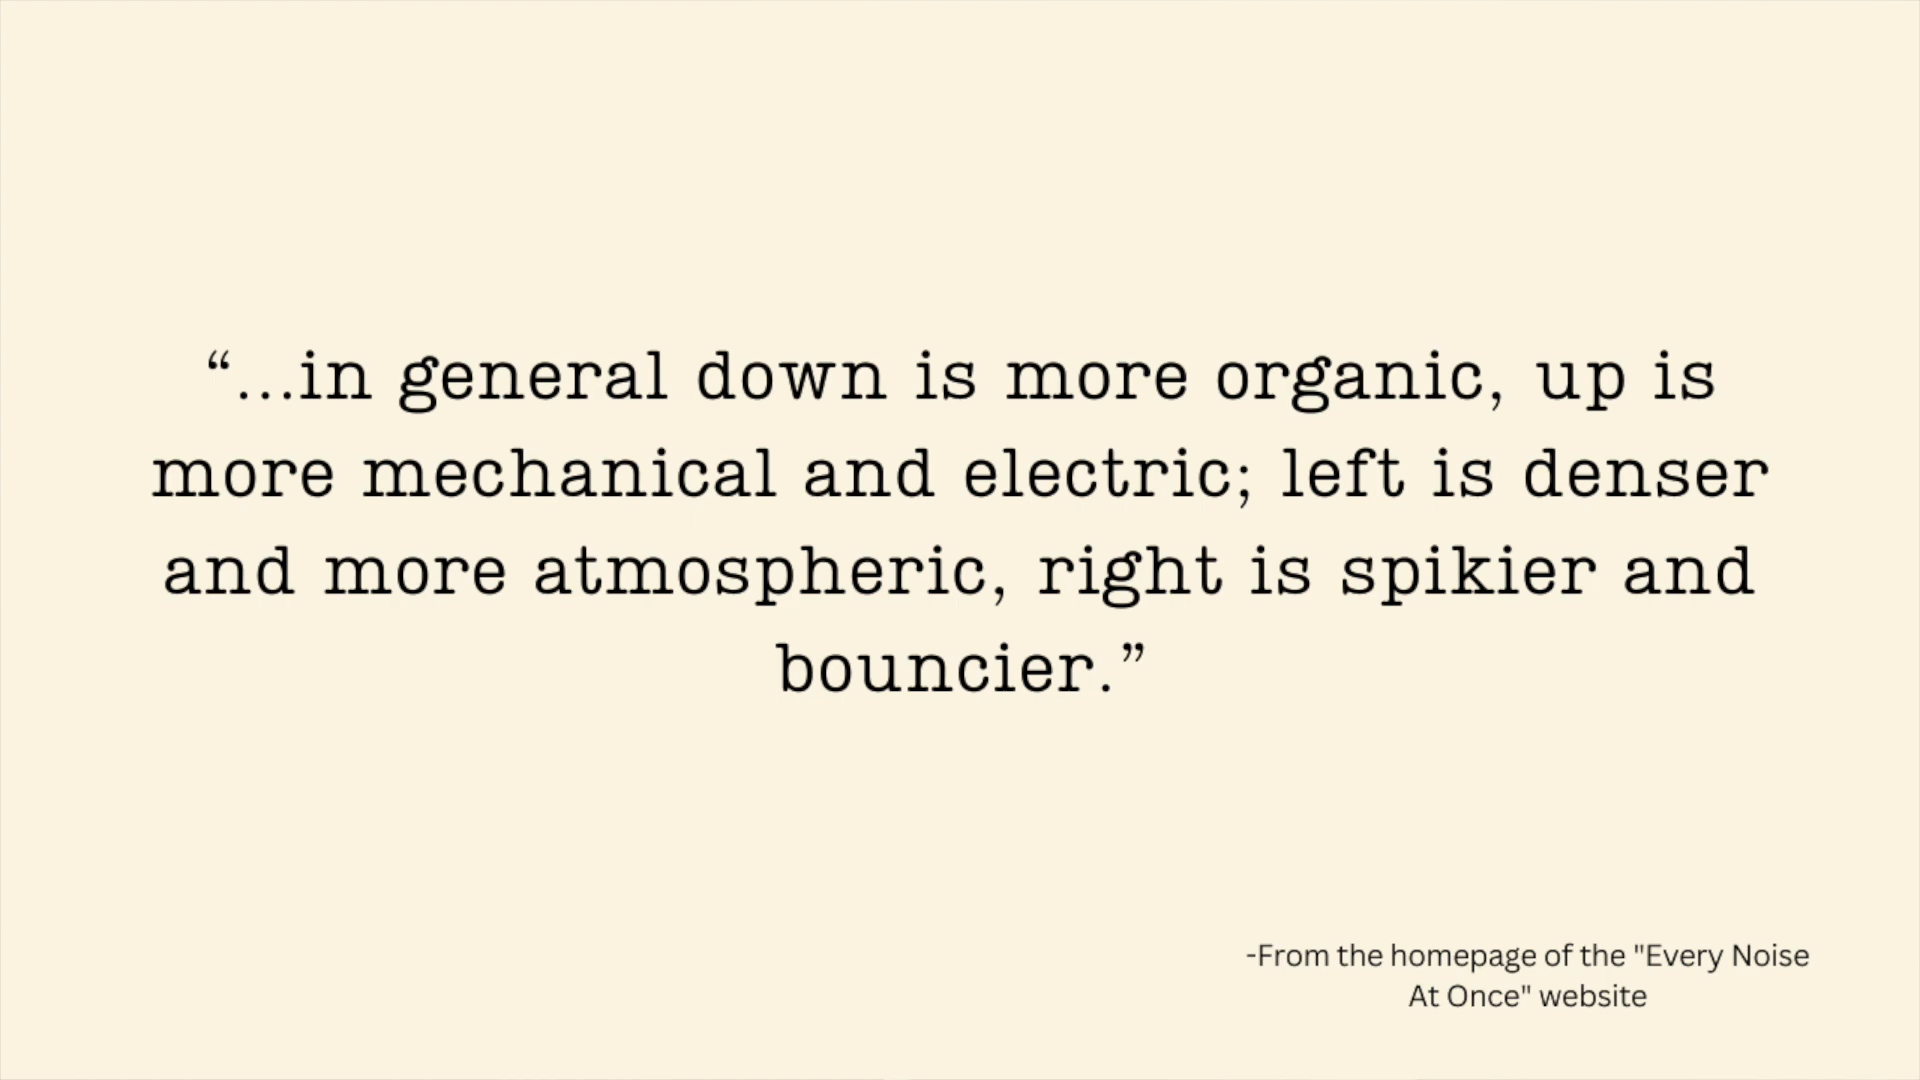 “...in general down is more organic, up is
more mechanical and electric; left is denser
and more atmospheric, right is spikier and
bouncier.”
-From the homepage of the "Every Noise
At Once" website